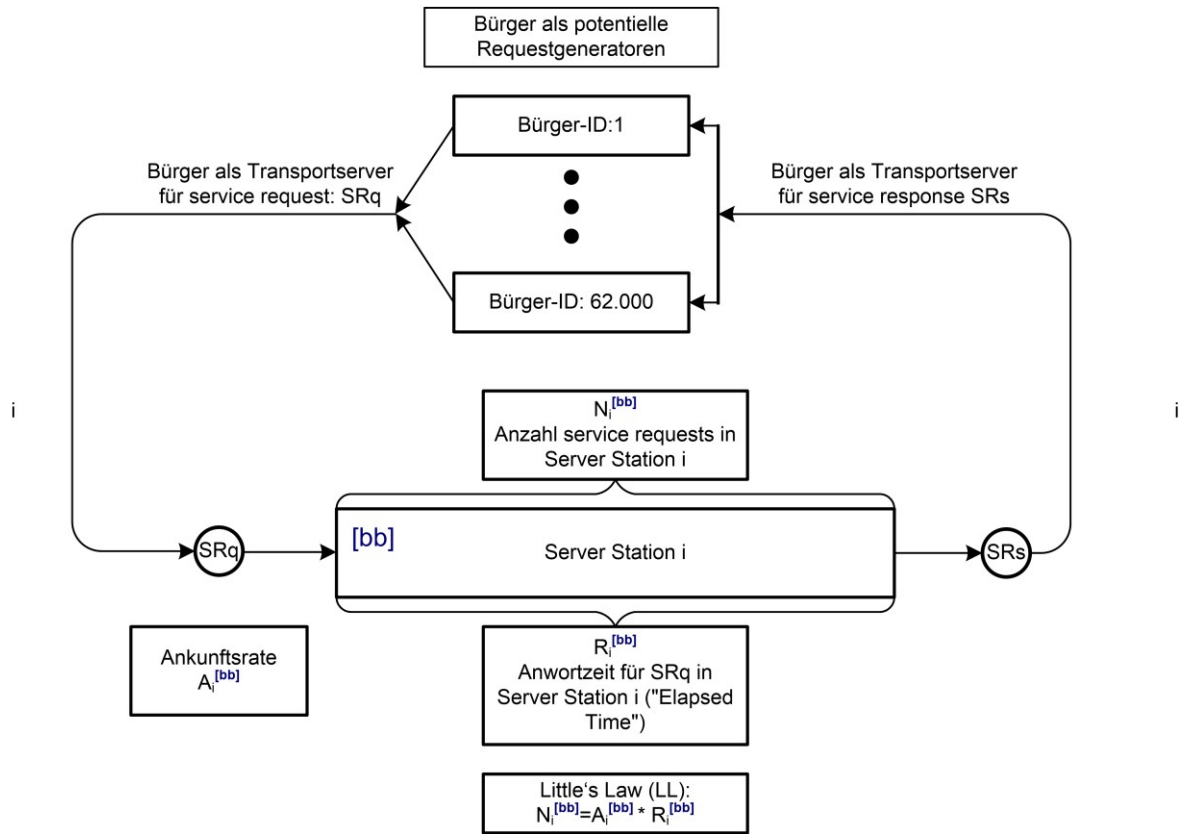 Bürger als potentielle
Requestgeneratoren
Bürger-ID:1
Bürger als Transportserver
für service request: SRq
Bürger als Transportserver
für service response SRs
Bürger-ID: 62.000
i
i
Ni[bb]
Anzahl service requests in
Server Station i
[bb]
SRq
Server Station i
SRs
Ankunftsrate
Ai[bb]
Ri[bb]
Anwortzeit für SRq in
Server Station i ("Elapsed
Time")
Little‘s Law (LL):
Ni[bb]=Ai[bb] * Ri[bb]